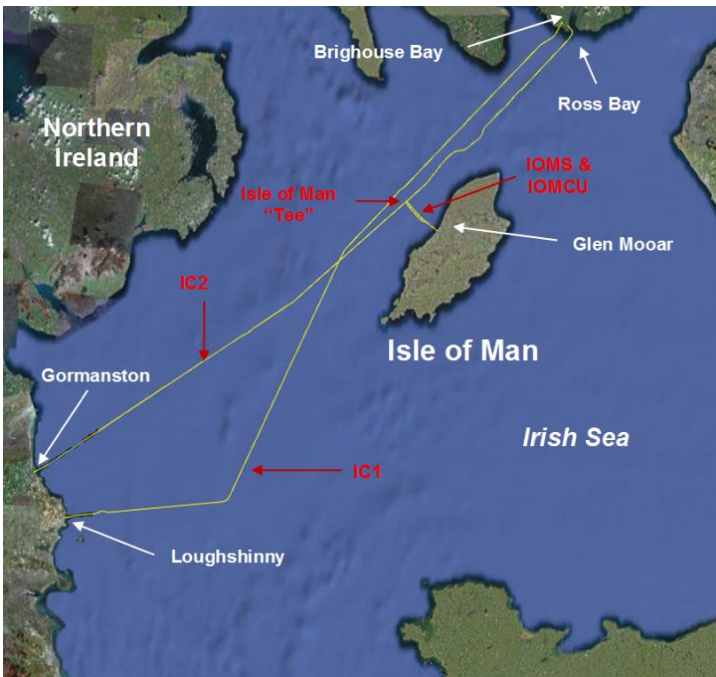 Brighouse Bay
Ross Bay
Northern
Ireland
IOMS &
IOMCU
Isle of Man
“Tee”
Glen Mooar
IC2
Isle of Man
Gormanston
Irish Sea
IC1
Loughshinny